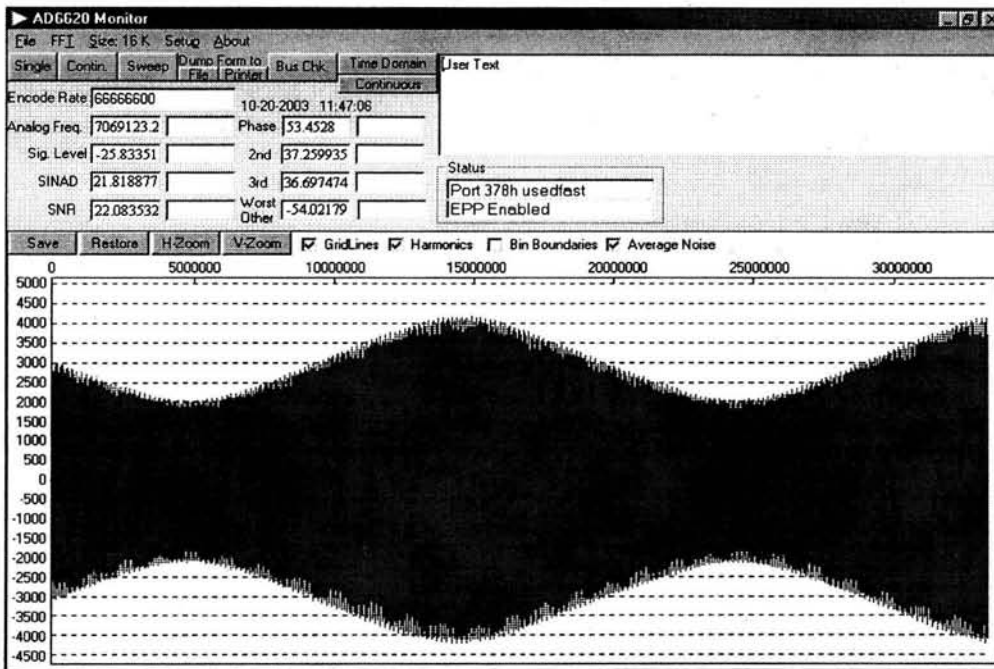 AD6620 Monitor
File FFT Size: 16 K Setup About
Single Contin. Sweep Dump Form to File Printer Bus Chk. Time Domain Continuous
User Text
Encode Rate 66666600 10-20-2003 11:47:06
Analog Freq. 7069123.2 Phase 53.4528
Sig. Level -25.83351 2nd 37.259935
SINAD 21.818877 3rd 36.697474
SNR 22.083532 Worst Other -54.02179
Status
Port 378h usedfast
EPP Enabled
Save Restore H-Zoom V-Zoom GridLines Harmonics Bin Boundaries Average Noise
0 5000000 10000000 15000000 20000000 25000000 30000000
5000
4500
4000
3500
3000
2500
2000
1500
1000
500
0
-500
-1000
-1500
-2000
-2500
-3000
-3500
-4000
-4500